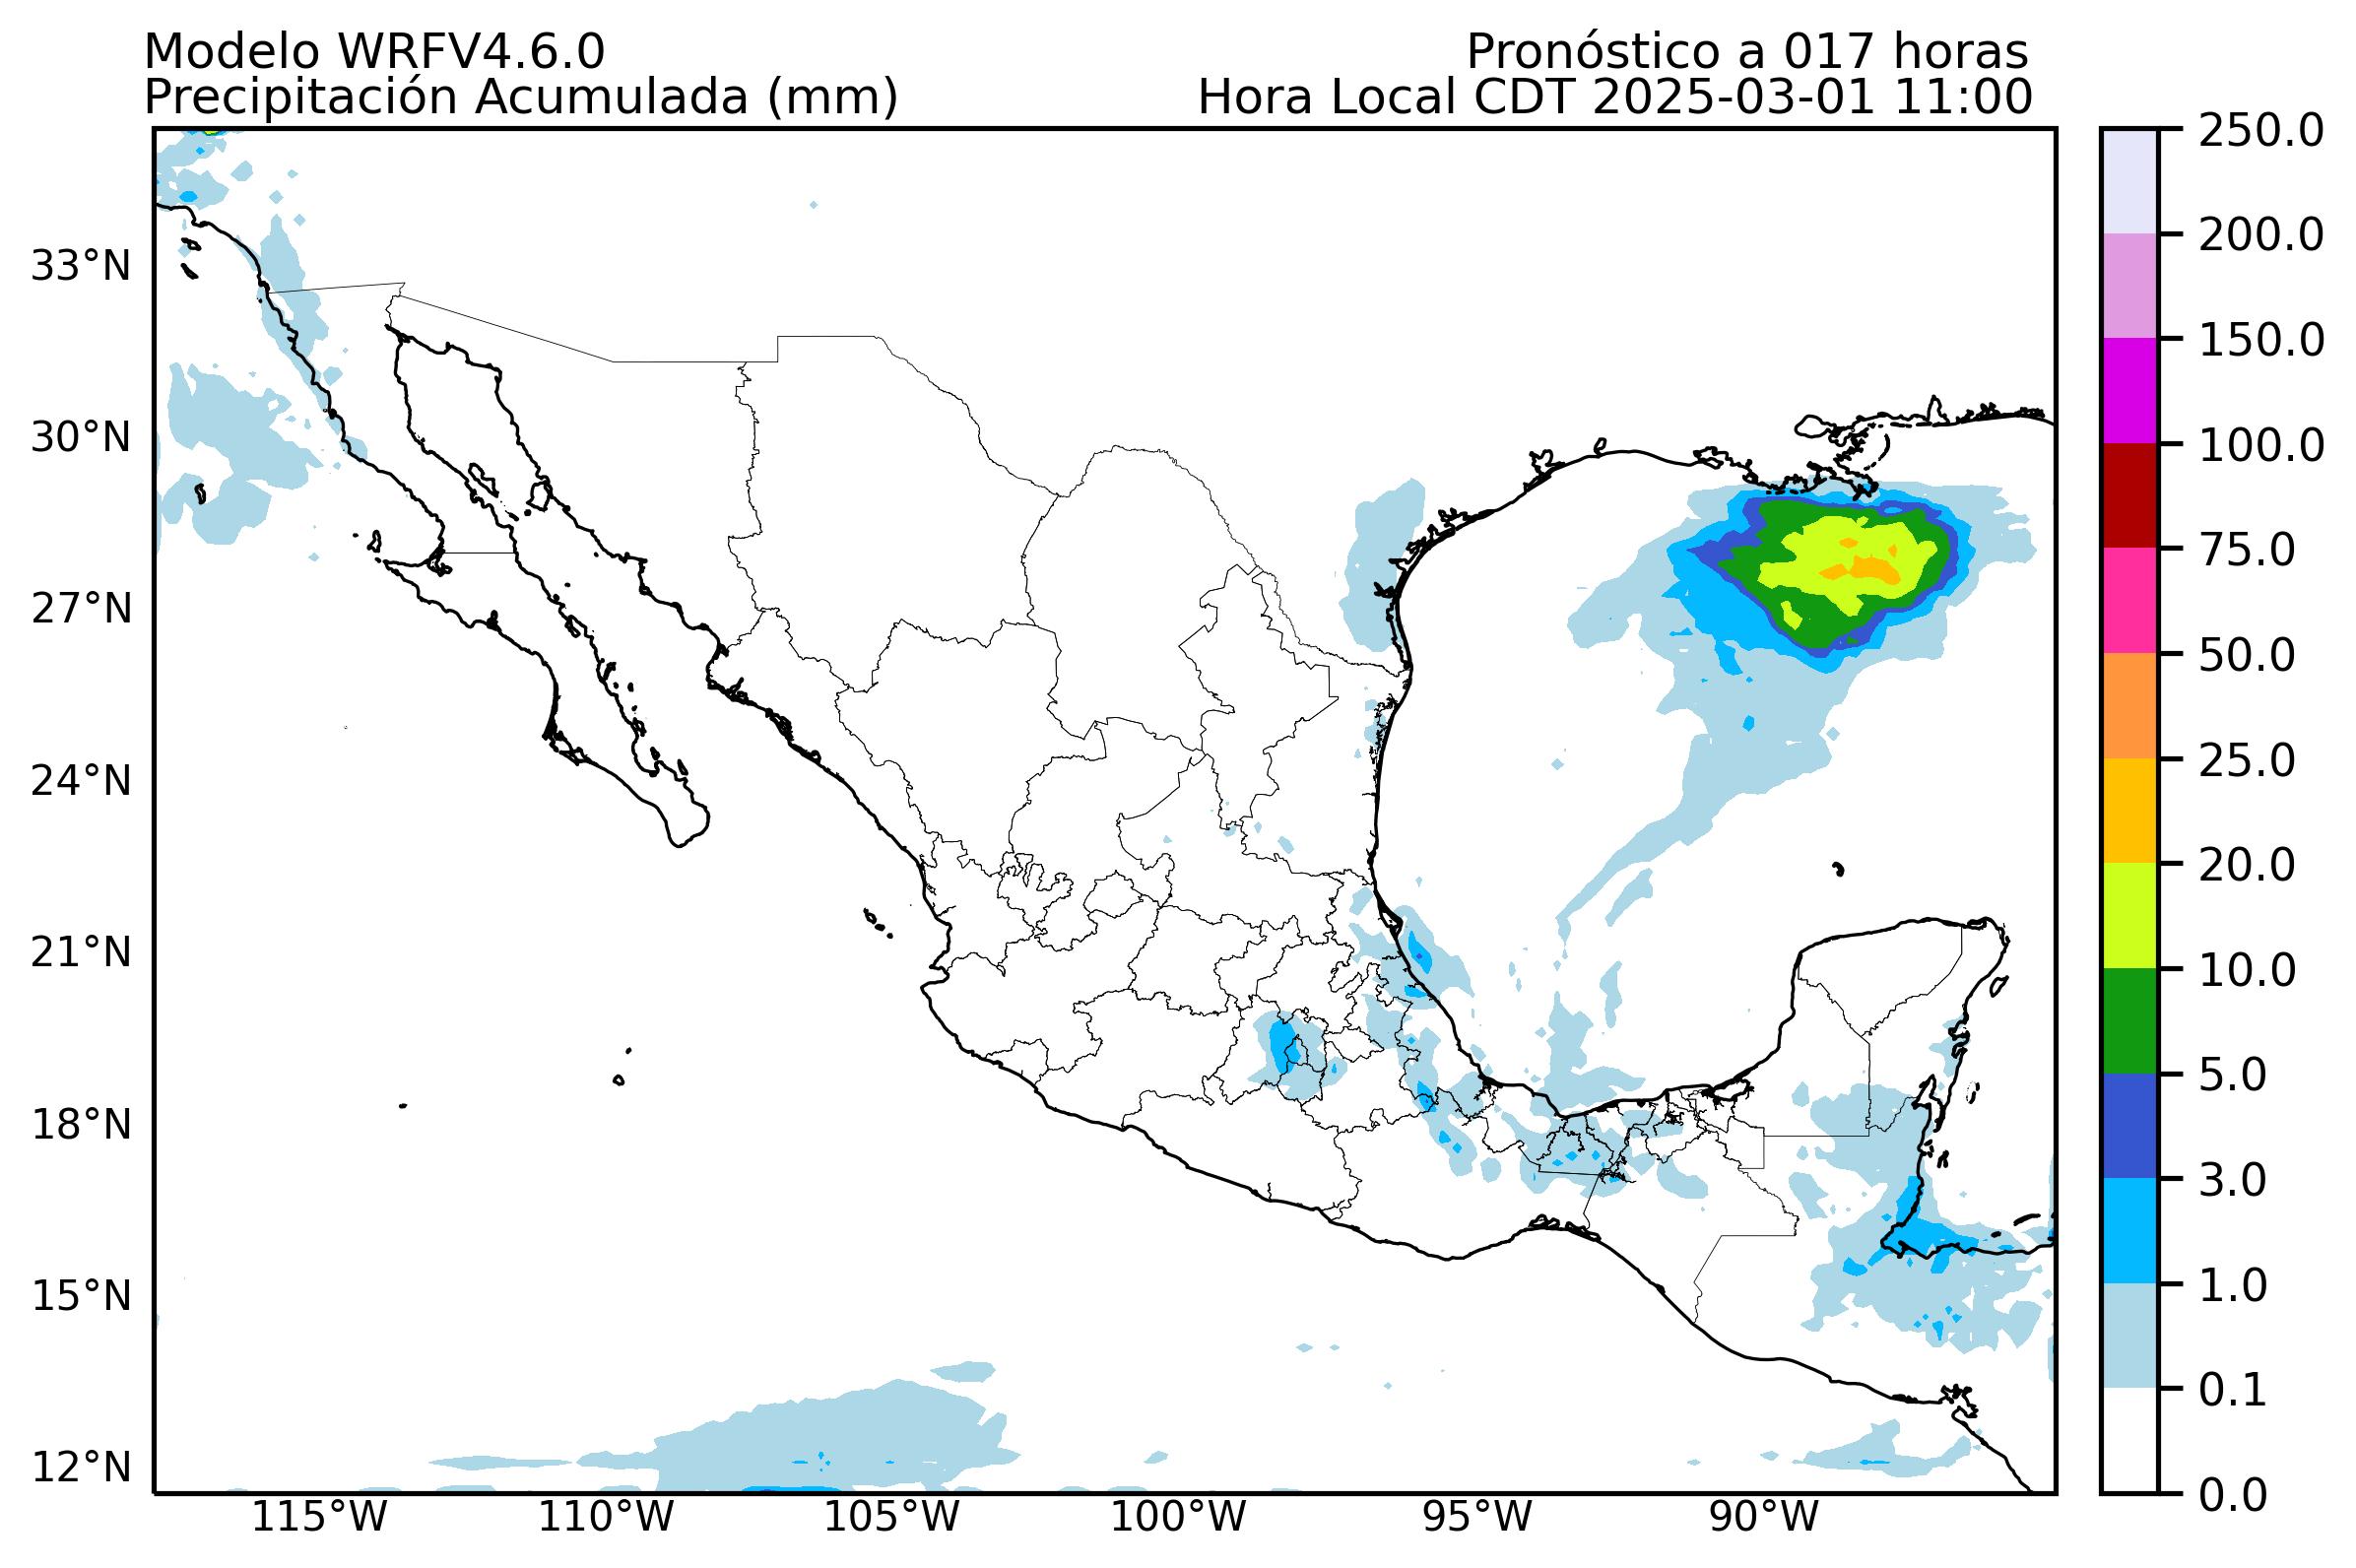 Modelo WRFV4.6.0
Pronóstico a 017 horas
Precipitación Acumulada (mm)
Hora Local CDT 2025-03-01 11:00
33°N
30°N
27°N
24°N
21°N
18°N
15°N
12°N
115°W
110°W
105°W
100°W
95°W
90°W
250.0
200.0
150.0
100.0
75.0
50.0
25.0
20.0
10.0
5.0
3.0
1.0
0.1
0.0